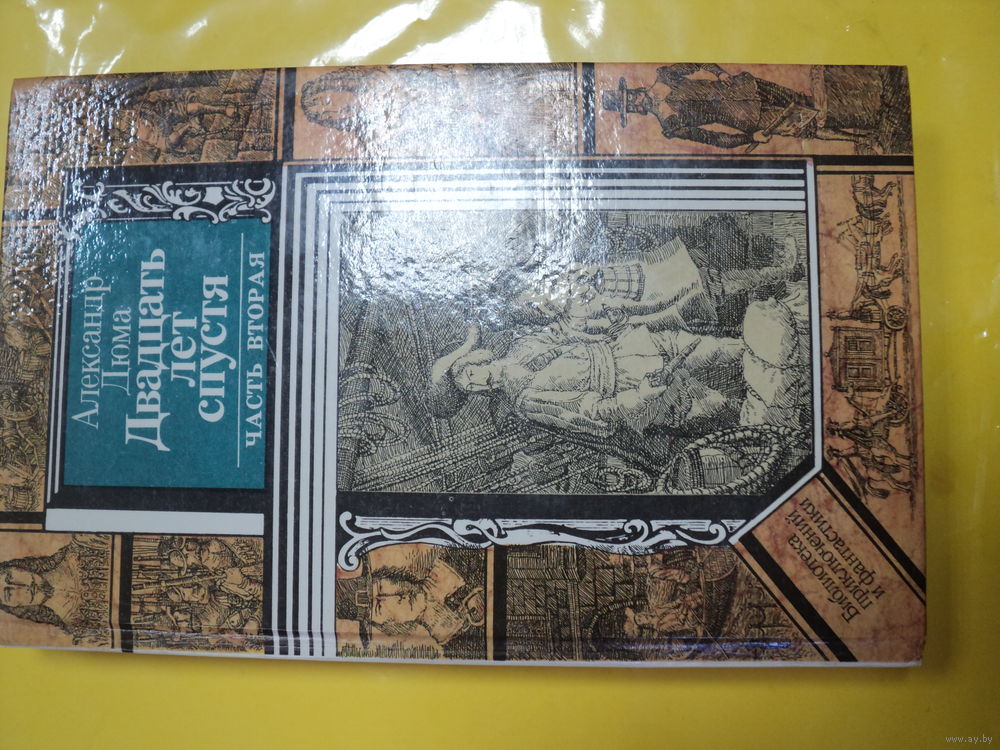 Александр
Дюма
Двадцать
лет
спустя
ЧАСТЬ ВТОРАЯ
Библиотека
приключений
и
фантастики
www.ay.by